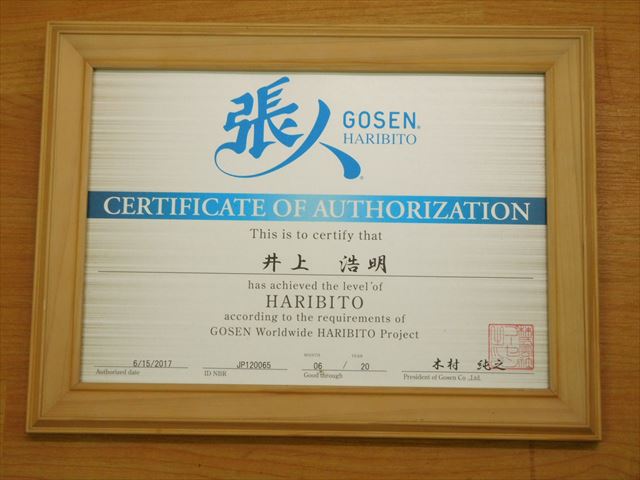 張人
GOSEN®
HARIBITO
CERTIFICATE OF AUTHORIZATION
This is to certify that
井上 浩明
has achieved the level of
HARIBITO
according to the requirements of
GOSEN Worldwide HARIBITO Project
6/15/2017
Authorized date
JP120065
ID NBR
MONTH YEAR
06 / 20
Good through
木村 純之
President of Gosen Co .,Ltd.